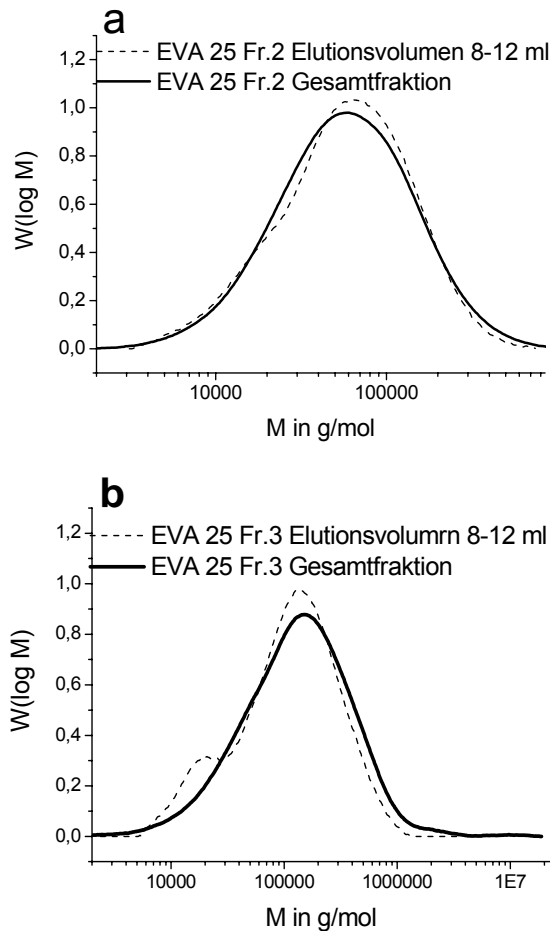 a
1,2
EVA 25 Fr.2 Elutionsvolumen 8-12 ml
EVA 25 Fr.2 Gesamtfraktion
1,0
0,8
0,6
0,4
0,2
0,0
W(log M)
10000 100000
M in g/mol
b
1,2
EVA 25 Fr.3 Elutionsvolumrn 8-12 ml
EVA 25 Fr.3 Gesamtfraktion
1,0
0,8
0,6
0,4
0,2
0,0
W(log M)
10000 100000 1000000 1E7
M in g/mol